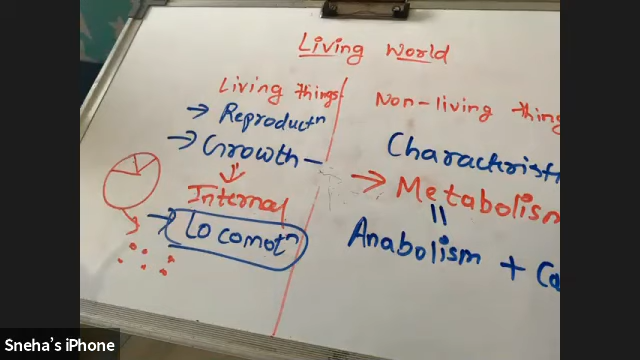 Living World
Living things
→ Reproductn
→ Growth –
Internal
→ locomotn
Non-living thing
Characterist
→ Metabolism
=
Anabolism + Ca
Sneha's iPhone